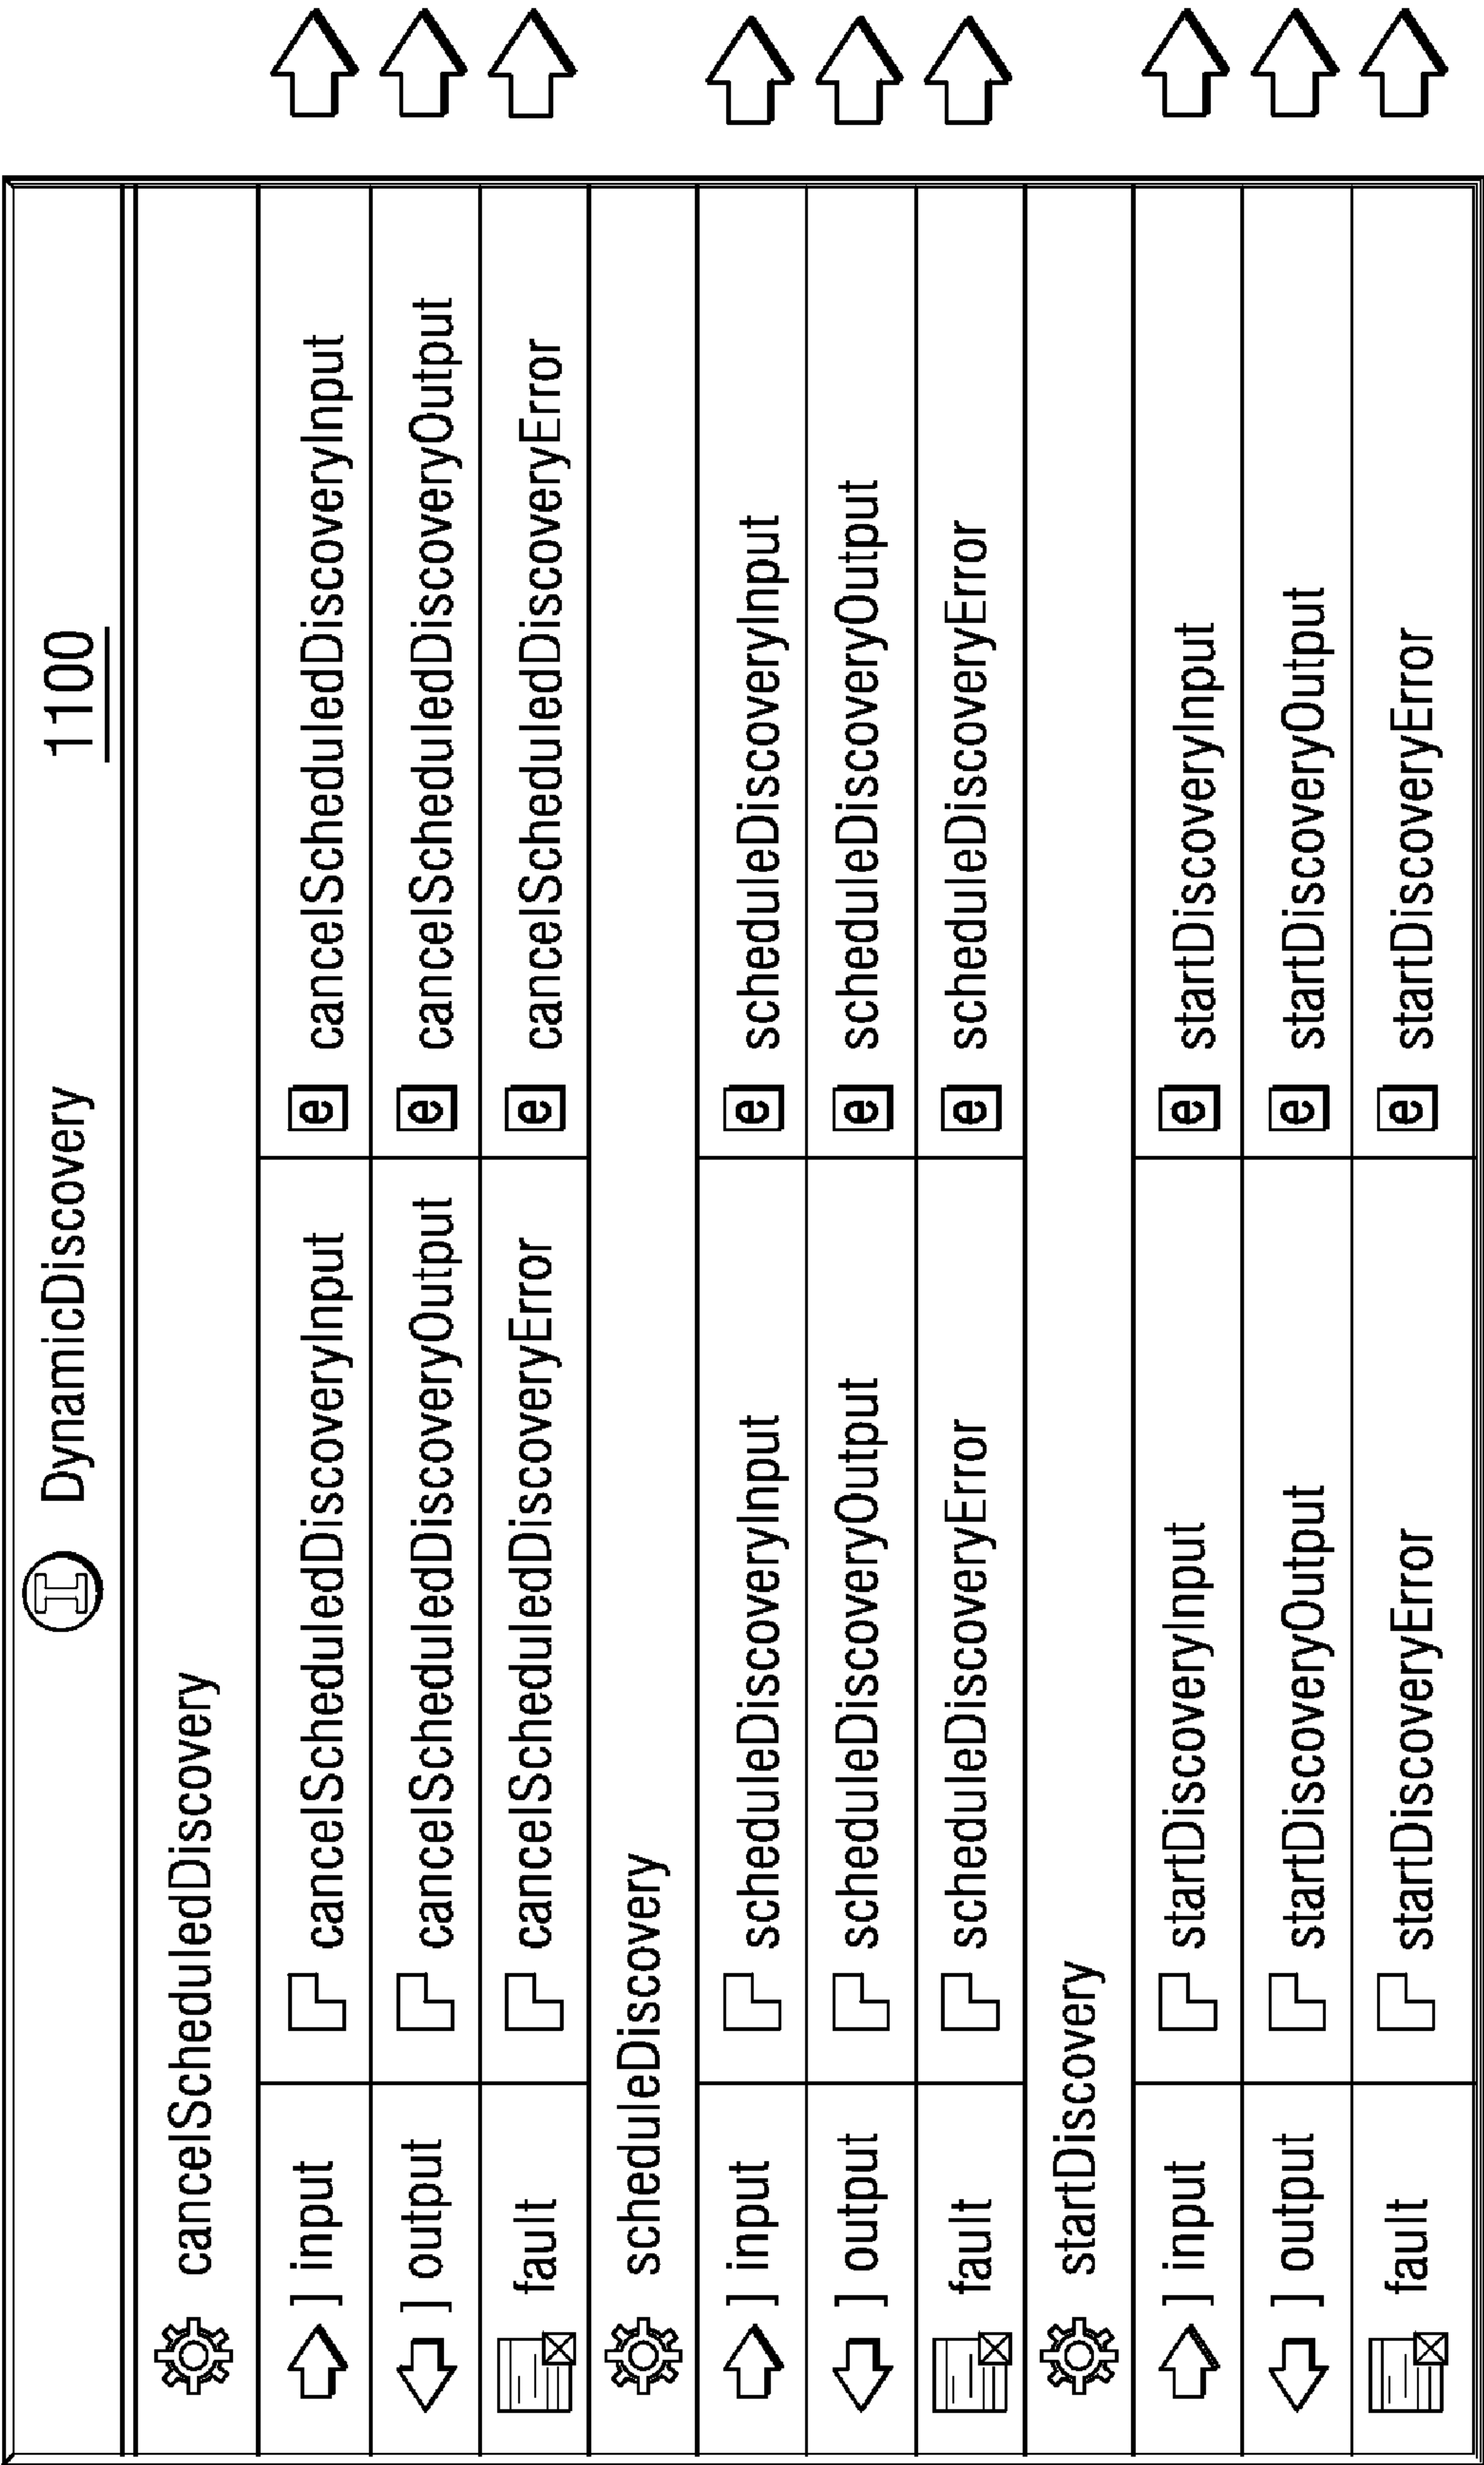 I DynamicDiscovery 1100
cancelScheduledDiscovery
] input cancelScheduledDiscoveryInput e cancelScheduledDiscoveryInput
] output cancelScheduledDiscoveryOutput e cancelScheduledDiscoveryOutput
fault cancelScheduledDiscoveryError e cancelScheduledDiscoveryError
scheduleDiscovery
] input scheduleDiscoveryInput e scheduleDiscoveryInput
] output scheduleDiscoveryOutput e scheduleDiscoveryOutput
fault scheduleDiscoveryError e scheduleDiscoveryError
startDiscovery
] input startDiscoveryInput e startDiscoveryInput
] output startDiscoveryOutput e startDiscoveryOutput
fault startDiscoveryError e startDiscoveryError